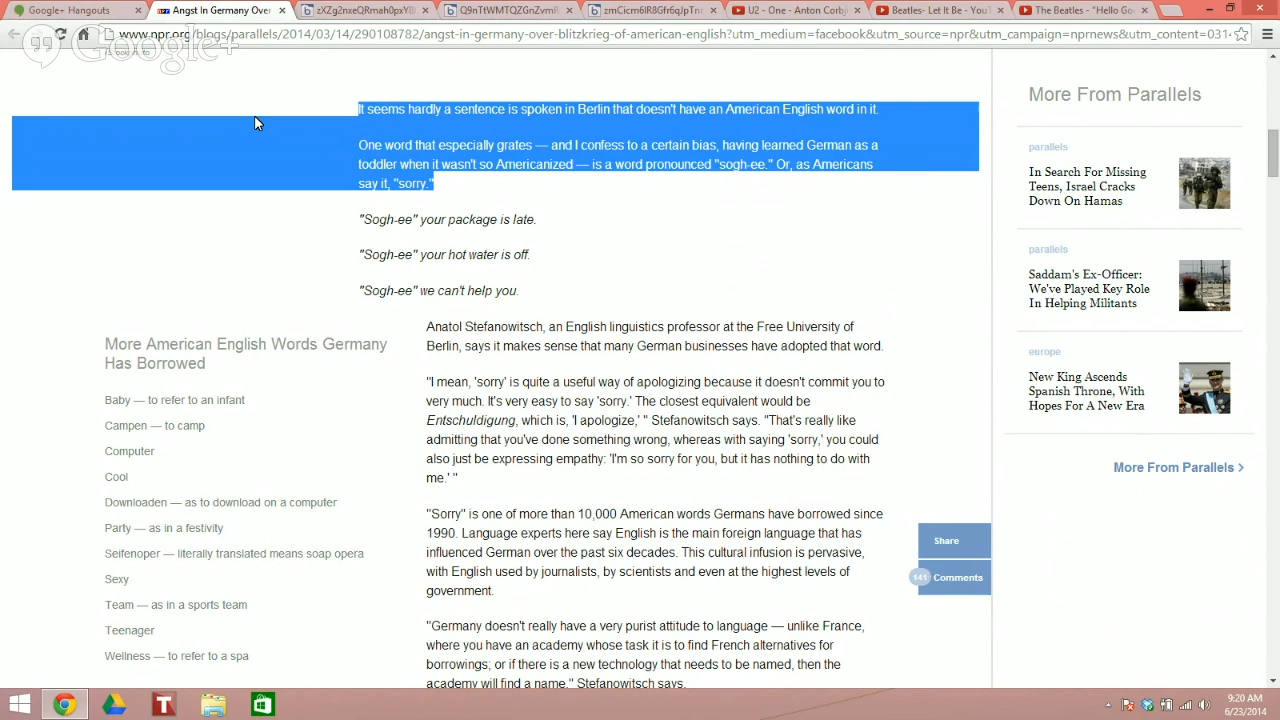 Google+ Hangouts
Angst In Germany Over
zXZg2nxeQRmah0pxYB
Q9nTtWMTQZGnZvmR
zmCicm6lR8Gfr6qJpTnr
U2 - One - Anton Corbij
Beatles- Let It Be - YouT
The Beatles - "Hello Go
www.npr.org/blogs/parallels/2014/03/14/290108782/angst-in-germany-over-blitzkrieg-of-american-english?utm_medium=facebook&utm_source=npr&utm_campaign=nprnews&utm_content=031
Google+
It seems hardly a sentence is spoken in Berlin that doesn't have an American English word in it.
One word that especially grates — and I confess to a certain bias, having learned German as a
toddler when it wasn't so Americanized — is a word pronounced "sogh-ee." Or, as Americans
say it, "sorry."
"Sogh-ee" your package is late.
"Sogh-ee" your hot water is off.
"Sogh-ee" we can't help you.
More American English Words Germany
Has Borrowed
Baby — to refer to an infant
Campen — to camp
Computer
Cool
Downloaden — as to download on a computer
Party — as in a festivity
Seifenoper — literally translated means soap opera
Sexy
Team — as in a sports team
Teenager
Wellness — to refer to a spa
Anatol Stefanowitsch, an English linguistics professor at the Free University of
Berlin, says it makes sense that many German businesses have adopted that word.
"I mean, 'sorry' is quite a useful way of apologizing because it doesn't commit you to
very much. It's very easy to say 'sorry.' The closest equivalent would be
Entschuldigung, which is, 'I apologize,' " Stefanowitsch says. "That's really like
admitting that you've done something wrong, whereas with saying 'sorry,' you could
also just be expressing empathy: 'I'm so sorry for you, but it has nothing to do with
me.' "
"Sorry" is one of more than 10,000 American words Germans have borrowed since
1990. Language experts here say English is the main foreign language that has
influenced German over the past six decades. This cultural infusion is pervasive,
with English used by journalists, by scientists and even at the highest levels of
government.
"Germany doesn't really have a very purist attitude to language — unlike France,
where you have an academy whose task it is to find French alternatives for
borrowings; or if there is a new technology that needs to be named, then the
academy will find a name," Stefanowitsch says.
Share
141 Comments
More From Parallels
parallels
In Search For Missing
Teens, Israel Cracks
Down On Hamas
parallels
Saddam's Ex-Officer:
We've Played Key Role
In Helping Militants
europe
New King Ascends
Spanish Throne, With
Hopes For A New Era
More From Parallels >
9:20 AM
6/23/2014